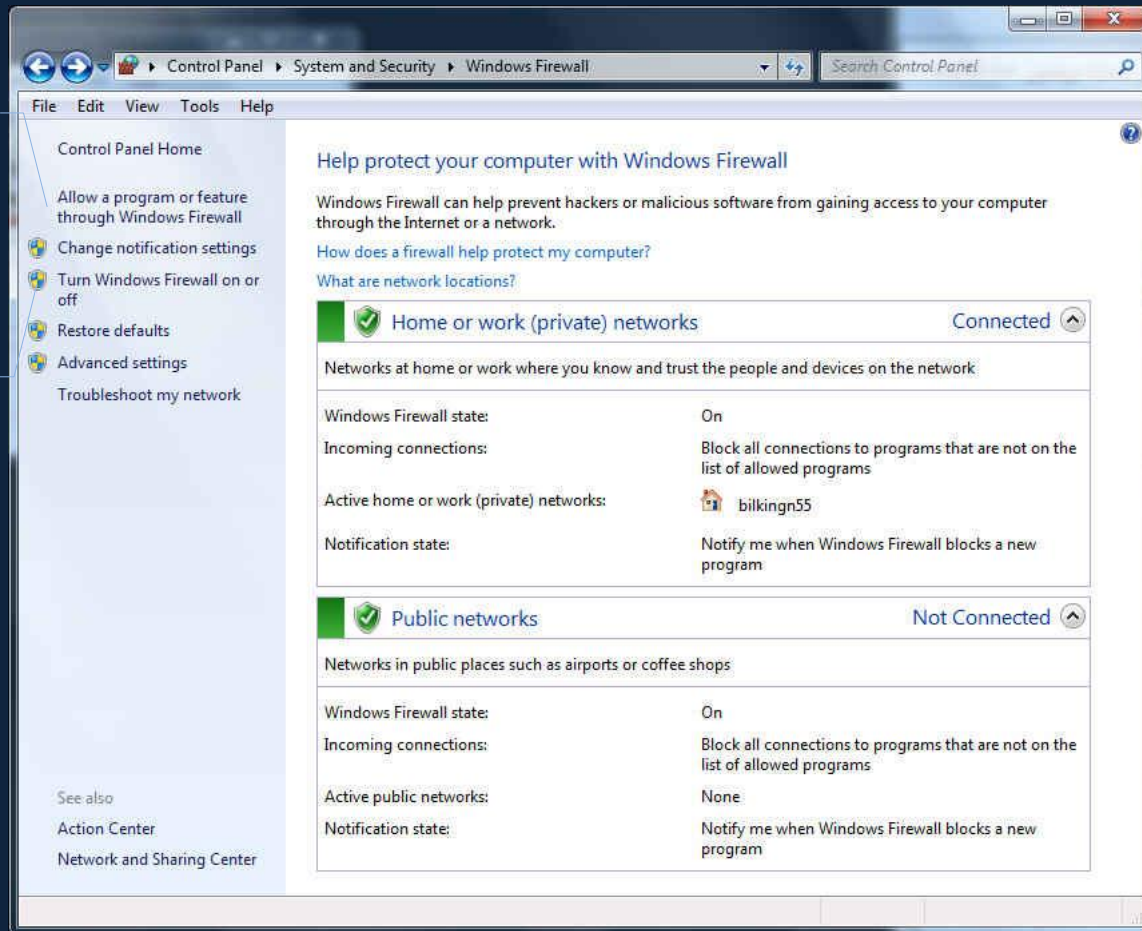 Control Panel System and Security Windows Firewall
Search Control Panel
File Edit View Tools Help
Control Panel Home
Allow a program or feature
through Windows Firewall
Change notification settings
Turn Windows Firewall on or
off
Restore defaults
Advanced settings
Troubleshoot my network
See also
Action Center
Network and Sharing Center
Help protect your computer with Windows Firewall
Windows Firewall can help prevent hackers or malicious software from gaining access to your computer
through the Internet or a network.
How does a firewall help protect my computer?
What are network locations?
Home or work (private) networks Connected
Networks at home or work where you know and trust the people and devices on the network
Windows Firewall state: On
Incoming connections: Block all connections to programs that are not on the
list of allowed programs
Active home or work (private) networks: bilkingn55
Notification state: Notify me when Windows Firewall blocks a new
program
Public networks Not Connected
Networks in public places such as airports or coffee shops
Windows Firewall state: On
Incoming connections: Block all connections to programs that are not on the
list of allowed programs
Active public networks: None
Notification state: Notify me when Windows Firewall blocks a new
program